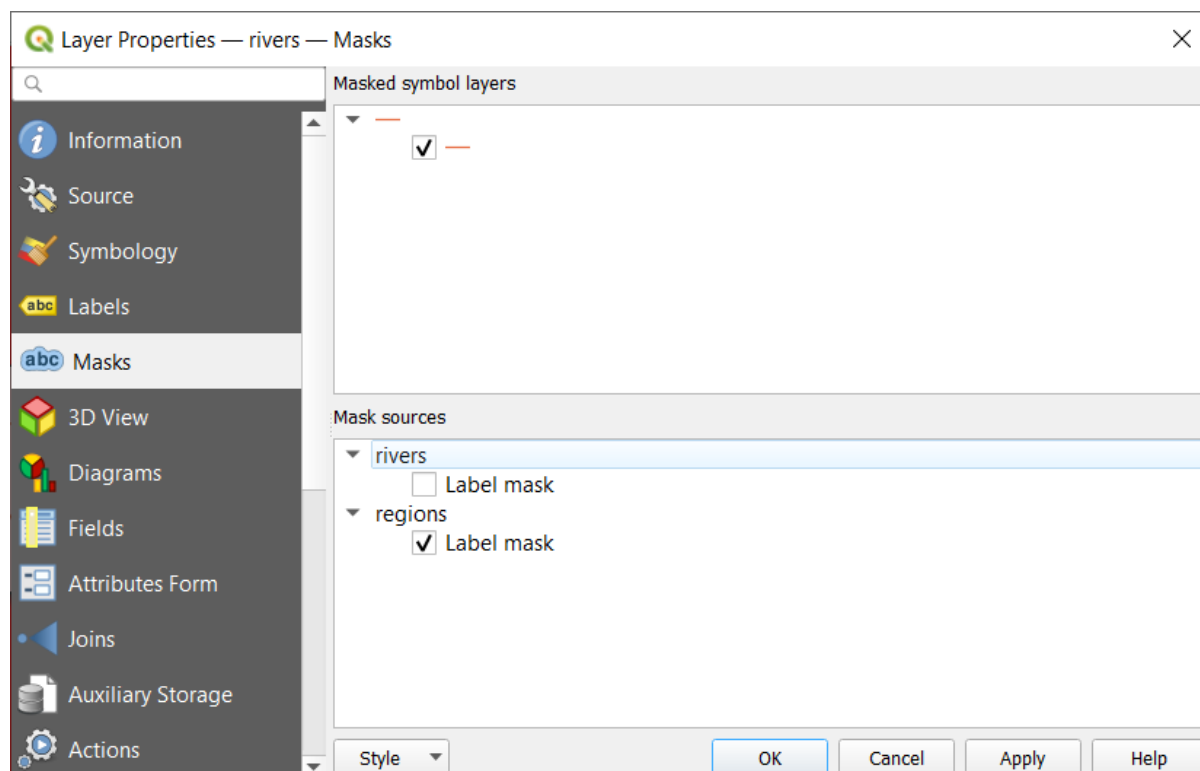 Layer Properties — rivers — Masks
Information
Source
Symbology
abc Labels
abc Masks
3D View
Diagrams
Fields
Attributes Form
Joins
Auxiliary Storage
Actions
Masked symbol layers
Mask sources
rivers
Label mask
regions
Label mask
Style
OK
Cancel
Apply
Help